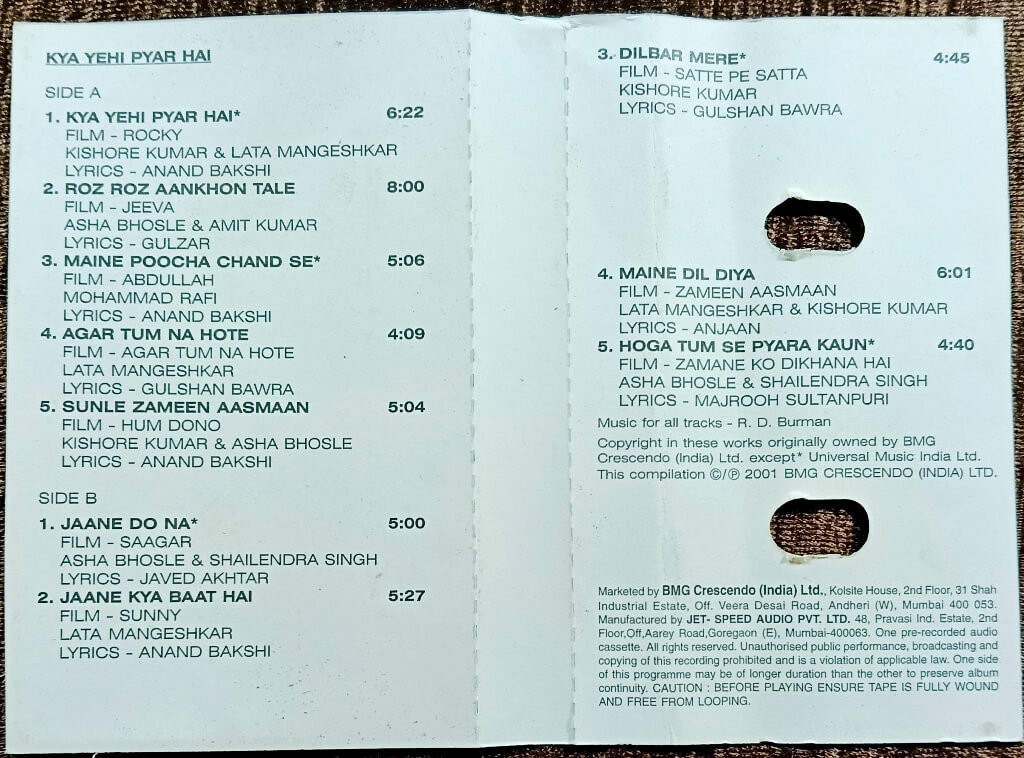 KYA YEHI PYAR HAI
SIDE A
1. KYA YEHI PYAR HAI* 6:22
FILM - ROCKY
KISHORE KUMAR & LATA MANGESHKAR
LYRICS - ANAND BAKSHI
2. ROZ ROZ AANKHON TALE 8:00
FILM - JEEVA
ASHA BHOSLE & AMIT KUMAR
LYRICS - GULZAR
3. MAINE POOCHA CHAND SE* 5:06
FILM - ABDULLAH
MOHAMMAD RAFI
LYRICS - ANAND BAKSHI
4. AGAR TUM NA HOTE 4:09
FILM - AGAR TUM NA HOTE
LATA MANGESHKAR
LYRICS - GULSHAN BAWRA
5. SUNLE ZAMEEN AASMAAN 5:04
FILM - HUM DONO
KISHORE KUMAR & ASHA BHOSLE
LYRICS - ANAND BAKSHI
SIDE B
1. JAANE DO NA* 5:00
FILM - SAAGAR
ASHA BHOSLE & SHAILENDRA SINGH
LYRICS - JAVED AKHTAR
2. JAANE KYA BAAT HAI 5:27
FILM - SUNNY
LATA MANGESHKAR
LYRICS - ANAND BAKSHI
3. DILBAR MERE* 4:45
FILM - SATTE PE SATTA
KISHORE KUMAR
LYRICS - GULSHAN BAWRA
4. MAINE DIL DIYA 6:01
FILM - ZAMEEN AASMAAN
LATA MANGESHKAR & KISHORE KUMAR
LYRICS - ANJAAN
5. HOGA TUM SE PYARA KAUN* 4:40
FILM - ZAMANE KO DIKHANA HAI
ASHA BHOSLE & SHAILENDRA SINGH
LYRICS - MAJROOH SULTANPURI
Music for all tracks - R. D. Burman
Copyright in these works originally owned by BMG
Crescendo (India) Ltd. except* Universal Music India Ltd.
This compilation ©/℗ 2001 BMG CRESCENDO (INDIA) LTD.
Marketed by BMG Crescendo (India) Ltd., Kolsite House, 2nd Floor, 31 Shah
Industrial Estate, Off. Veera Desai Road, Andheri (W), Mumbai 400 053.
Manufactured by JET- SPEED AUDIO PVT. LTD. 48, Pravasi Ind. Estate, 2nd
Floor,Off,Aarey Road,Goregaon (E), Mumbai-400063. One pre-recorded audio
cassette. All rights reserved. Unauthorised public performance, broadcasting and
copying of this recording prohibited and is a violation of applicable law. One side
of this programme may be of longer duration than the other to preserve album
continuity. CAUTION : BEFORE PLAYING ENSURE TAPE IS FULLY WOUND
AND FREE FROM LOOPING.